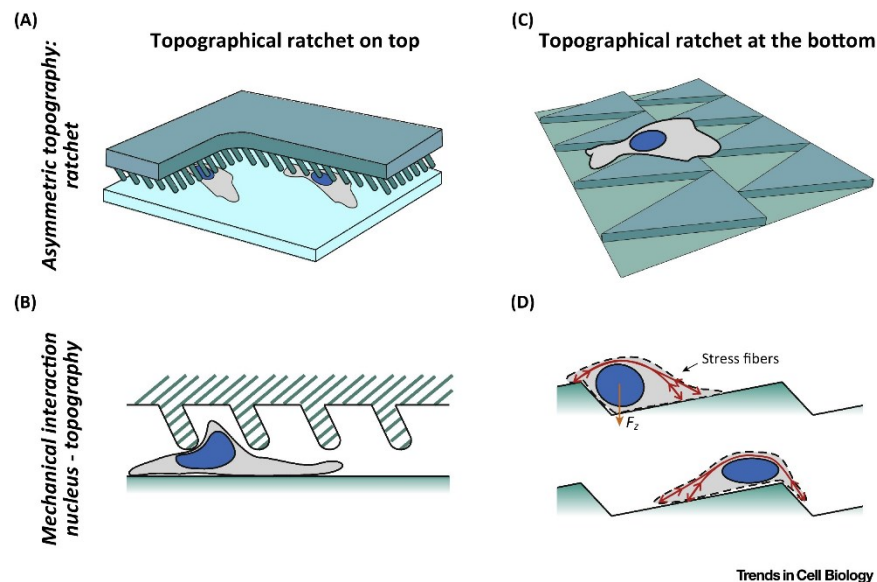 (A)
Topographical ratchet on top
(C)
Topographical ratchet at the bottom
Asymmetric topography:
ratchet
(B)
(D)
Mechanical interaction
nucleus - topography
Stress fibers
Fz
Trends in Cell Biology